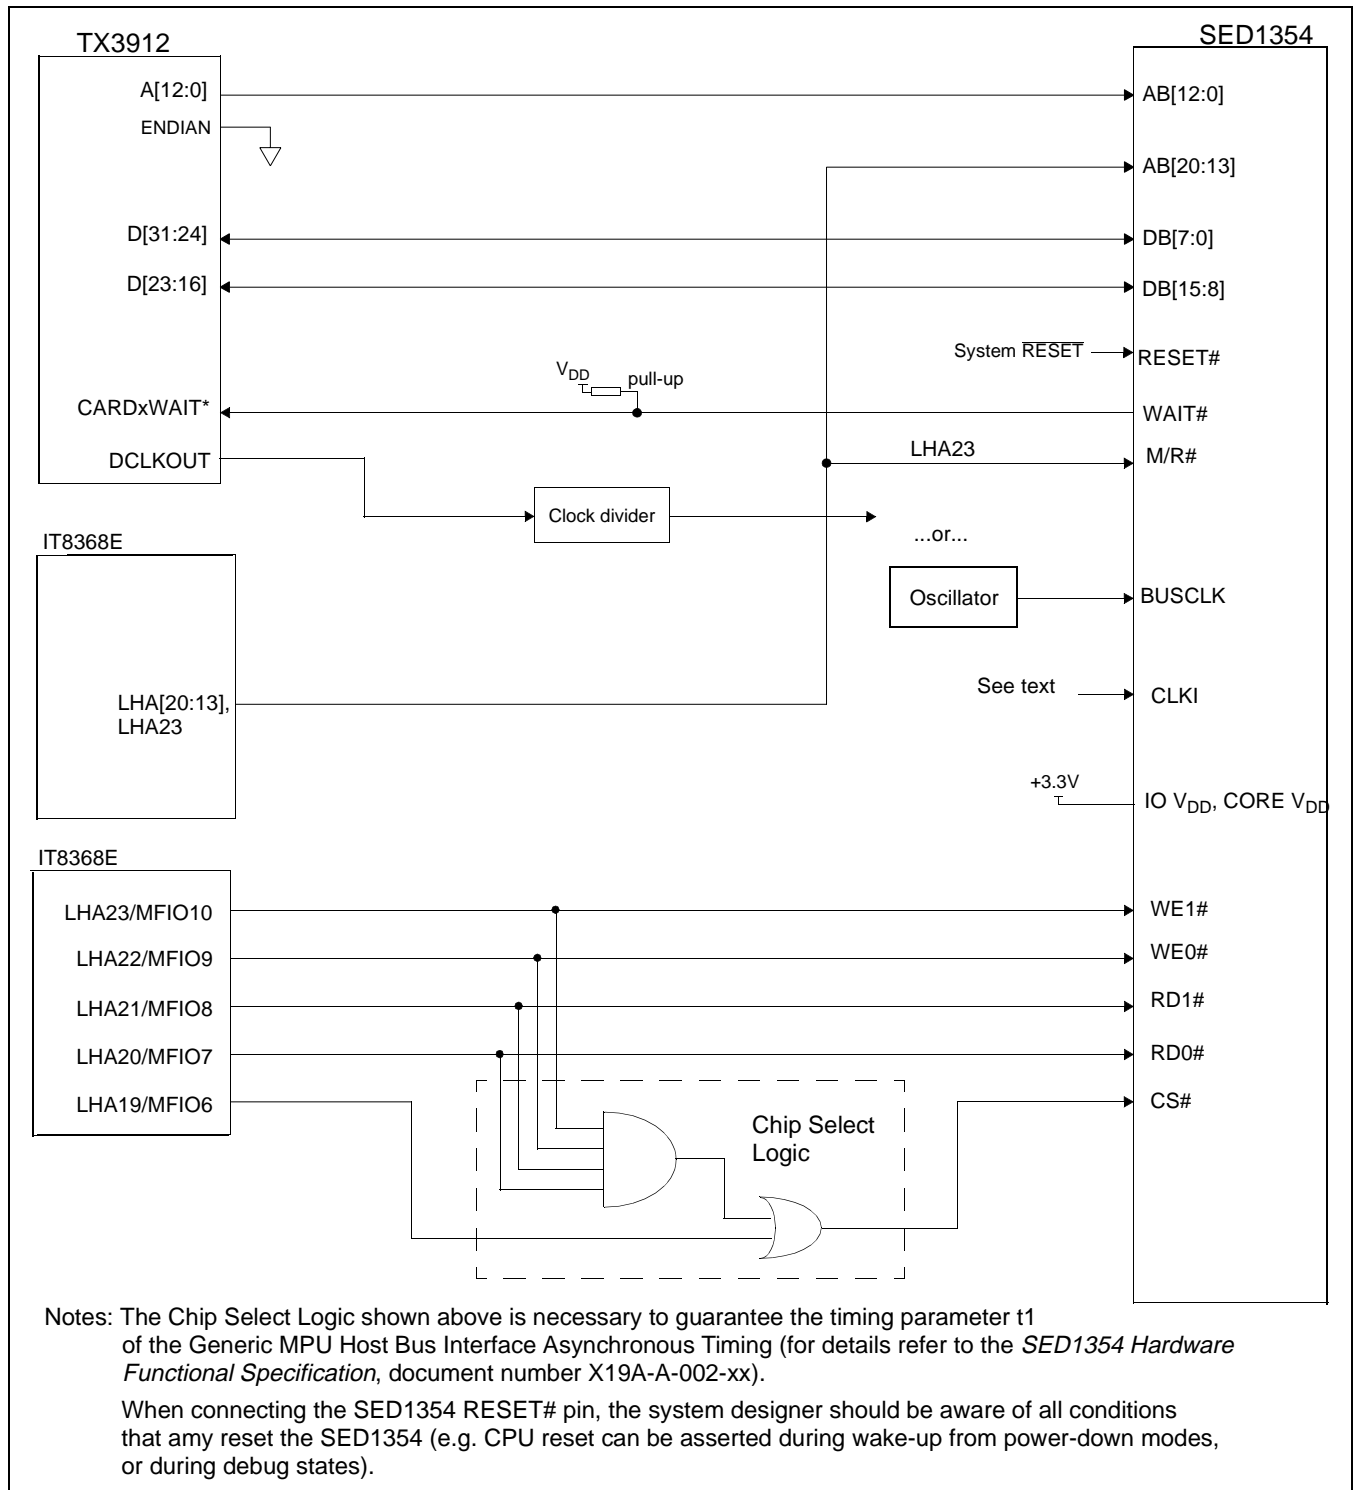 TX3912
SED1354
A[12:0]
AB[12:0]
ENDIAN
AB[20:13]
D[31:24]
DB[7:0]
D[23:16]
DB[15:8]
System RESET
RESET#
VDD
pull-up
CARDxWAIT*
WAIT#
DCLKOUT
LHA23
M/R#
Clock divider
...or...
IT8368E
Oscillator
BUSCLK
See text
CLKI
LHA[20:13],
LHA23
+3.3V
IO VDD, CORE VDD
IT8368E
LHA23/MFIO10
WE1#
LHA22/MFIO9
WE0#
LHA21/MFIO8
RD1#
LHA20/MFIO7
RD0#
LHA19/MFIO6
CS#
Chip Select
Logic
Notes: The Chip Select Logic shown above is necessary to guarantee the timing parameter t1
of the Generic MPU Host Bus Interface Asynchronous Timing (for details refer to the SED1354 Hardware
Functional Specification, document number X19A-A-002-xx).
When connecting the SED1354 RESET# pin, the system designer should be aware of all conditions
that amy reset the SED1354 (e.g. CPU reset can be asserted during wake-up from power-down modes,
or during debug states).